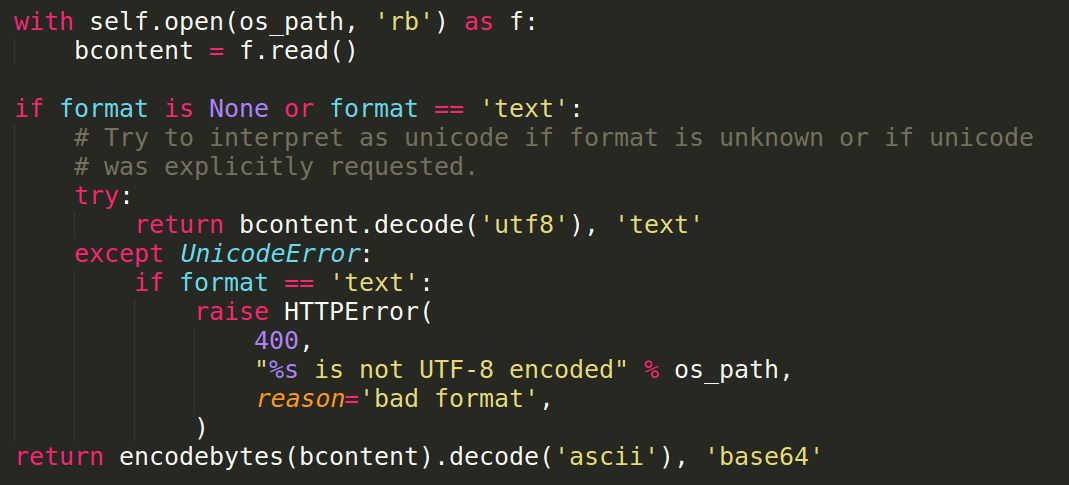 with self.open(os_path, 'rb') as f:
    bcontent = f.read()

if format is None or format == 'text':
    # Try to interpret as unicode if format is unknown or if unicode
    # was explicitly requested.
    try:
        return bcontent.decode('utf8'), 'text'
    except UnicodeError:
        if format == 'text':
            raise HTTPError(
                400,
                "%s is not UTF-8 encoded" % os_path,
                reason='bad format',
            )
return encodebytes(bcontent).decode('ascii'), 'base64'